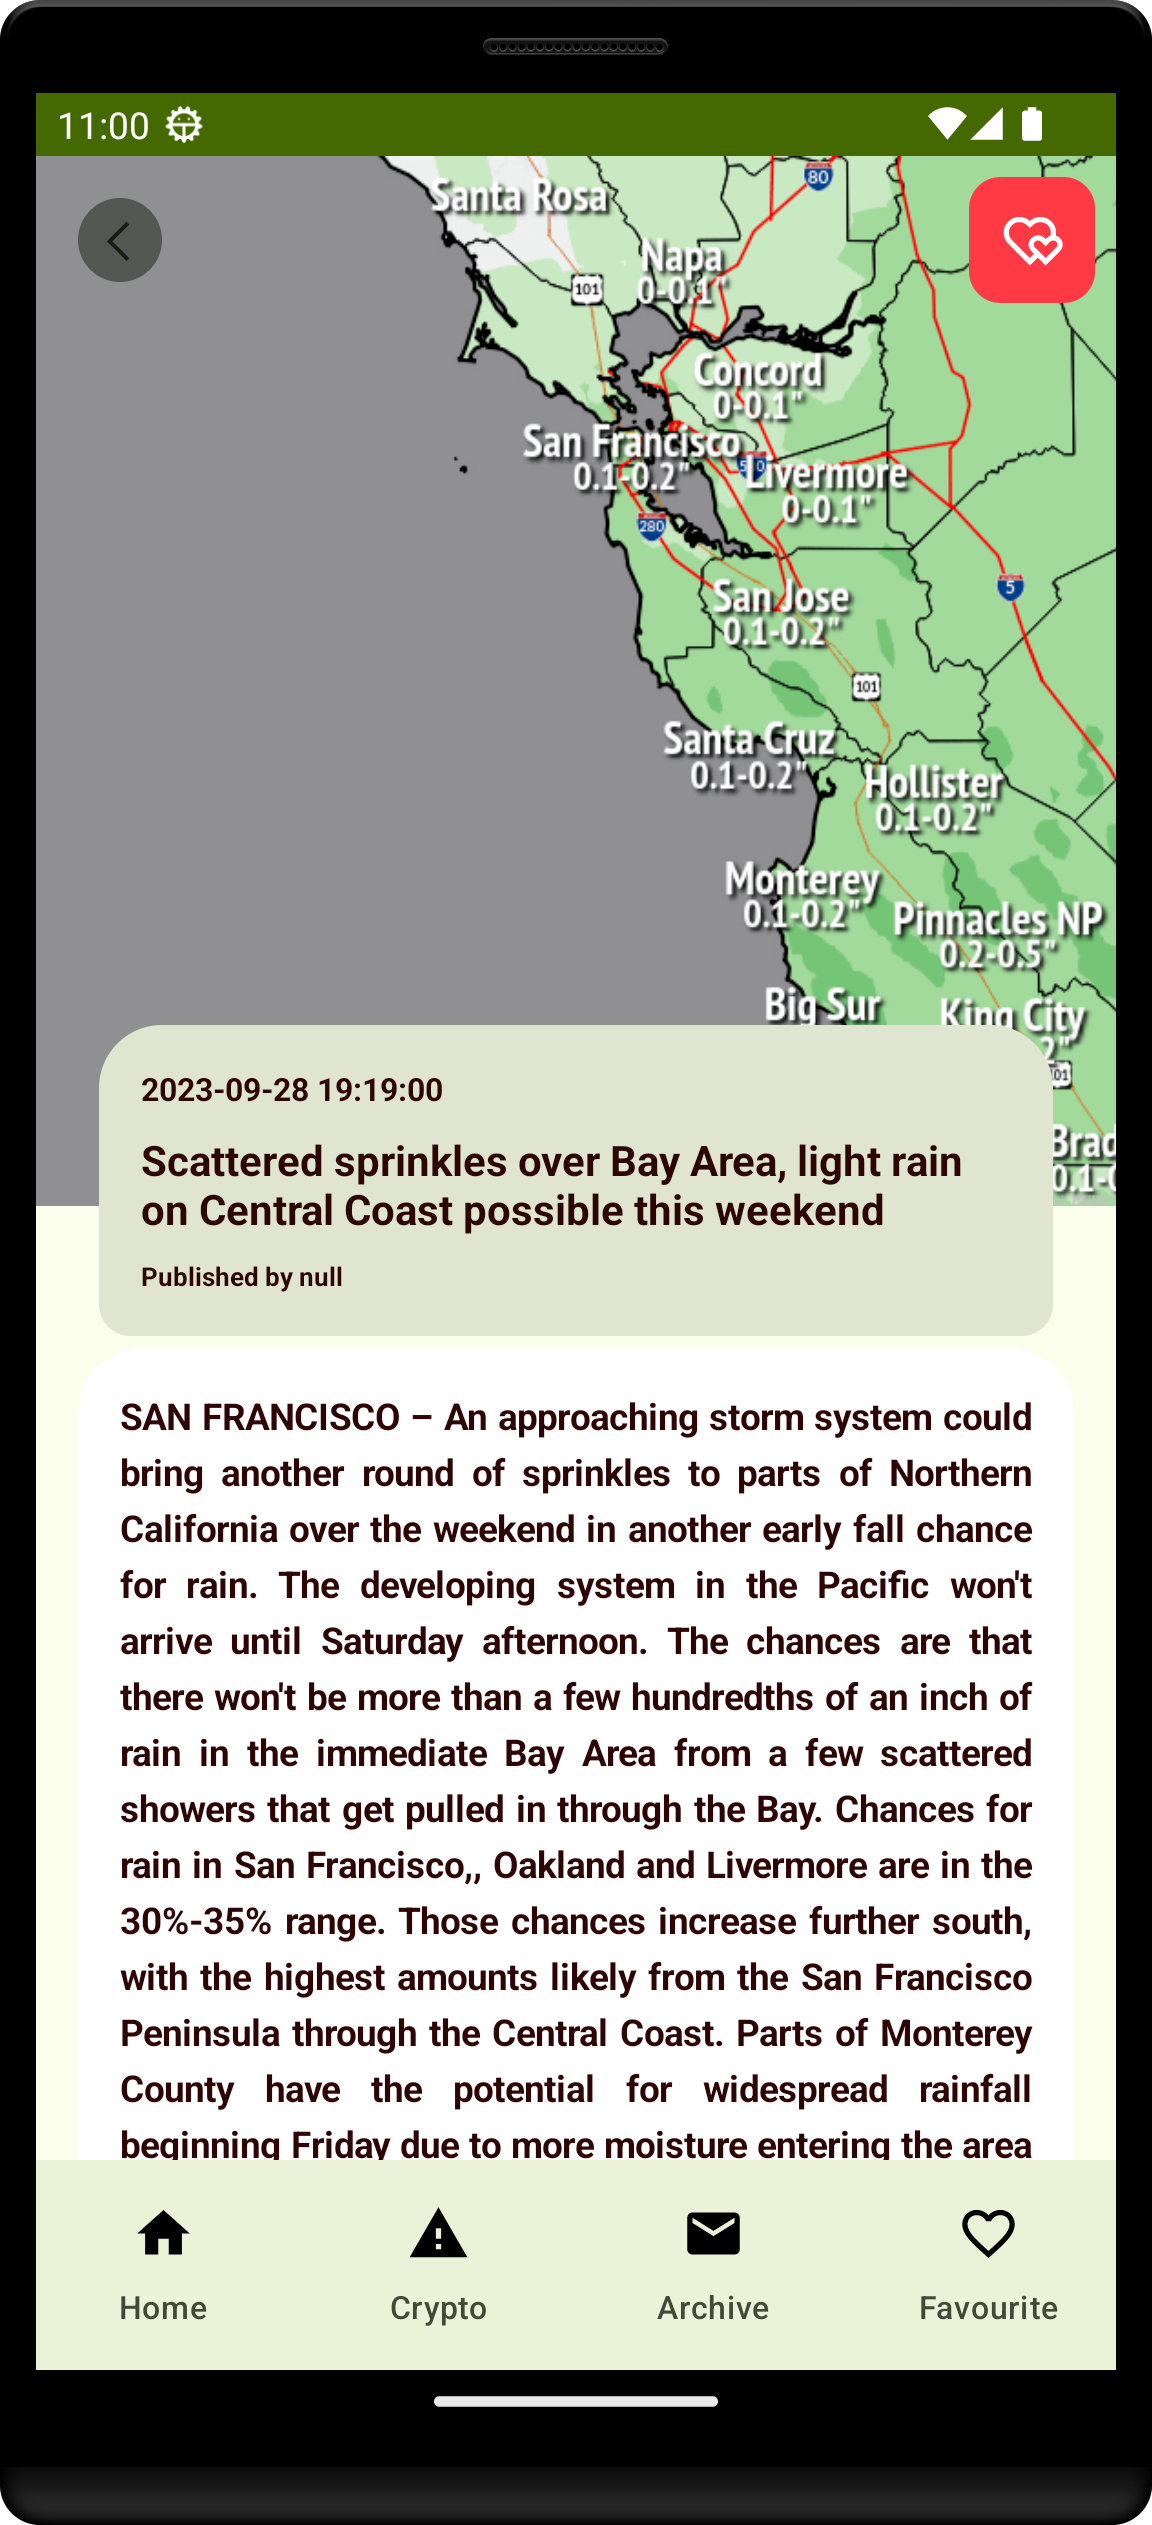 11:00
Santa Rosa
80
Napa
0-0.1"
101
Concord
0-0.1"
San Francisco
0.1-0.2"
Livermore
0-0.1"
280
5
San Jose
0.1-0.2"
101
Santa Cruz
0.1-0.2"
Hollister
0.1-0.2"
Monterey
0.1-0.2"
Pinnacles NP
0.2-0.5"
Big Sur
King City
2"
01
Brad
0.1-0
2023-09-28 19:19:00
Scattered sprinkles over Bay Area, light rain
on Central Coast possible this weekend
Published by null
SAN FRANCISCO – An approaching storm system could
bring another round of sprinkles to parts of Northern
California over the weekend in another early fall chance
for rain. The developing system in the Pacific won't
arrive until Saturday afternoon. The chances are that
there won't be more than a few hundredths of an inch of
rain in the immediate Bay Area from a few scattered
showers that get pulled in through the Bay. Chances for
rain in San Francisco,, Oakland and Livermore are in the
30%-35% range. Those chances increase further south,
with the highest amounts likely from the San Francisco
Peninsula through the Central Coast. Parts of Monterey
County have the potential for widespread rainfall
beginning Friday due to more moisture entering the area
Home
Crypto
Archive
Favourite